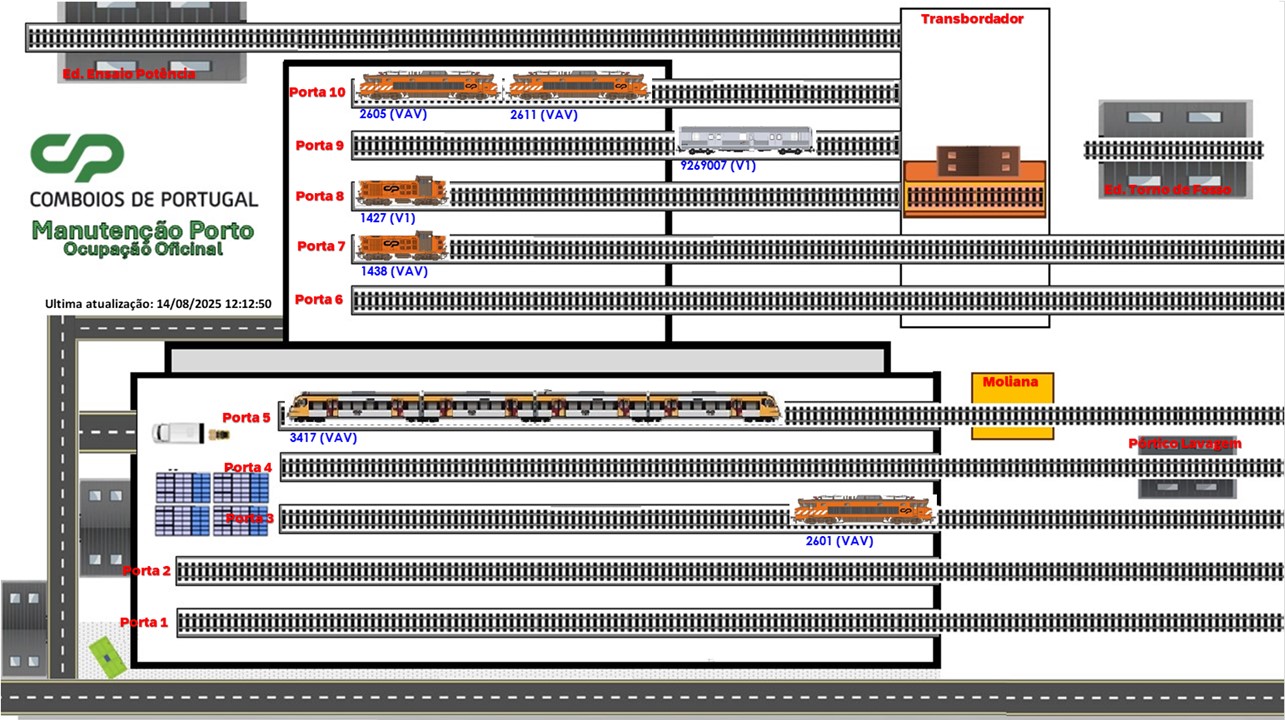 Transbordador
Ed. Ensaio Potência
Porta 10
2605 (VAV)
2611 (VAV)
Porta 9
9269007 (V1)
CP
COMBOIOS DE PORTUGAL
Manutenção Porto
Ocupação Oficinal
Porta 8
1427 (V1)
Ed. Torno de Fosso
Porta 7
1438 (VAV)
Porta 6
Ultima atualização: 14/08/2025 12:12:50
Moliana
Porta 5
3417 (VAV)
Pórtico Lavagem
Porta 4
Porta 3
2601 (VAV)
Porta 2
Porta 1